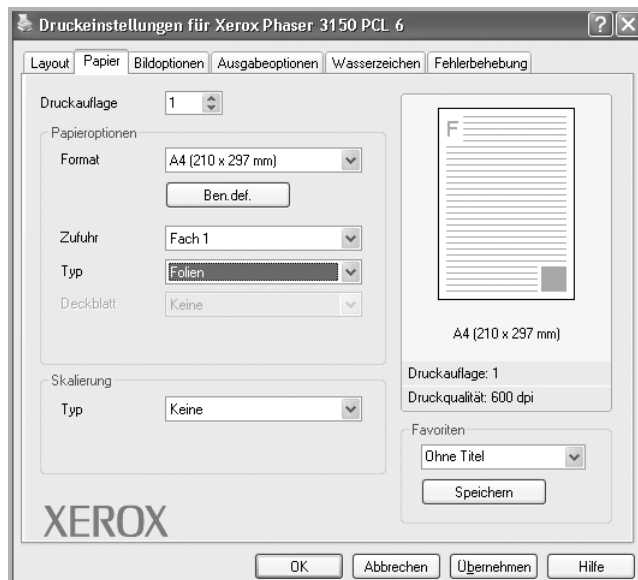 Druckeinstellungen für Xerox Phaser 3150 PCL 6
Layout Papier Bildoptionen Ausgabeoptionen Wasserzeichen Fehlerbehebung
Druckauflage 1
Papieroptionen
Format A4 (210 x 297 mm)
Ben.def.
Zufuhr Fach 1
Typ Folien
Deckblatt Keine
Skalierung
Typ Keine
XEROX
F
A4 (210 x 297 mm)
Druckauflage: 1
Druckqualität: 600 dpi
Favoriten
Ohne Titel
Speichern
OK Abbrechen Übernehmen Hilfe